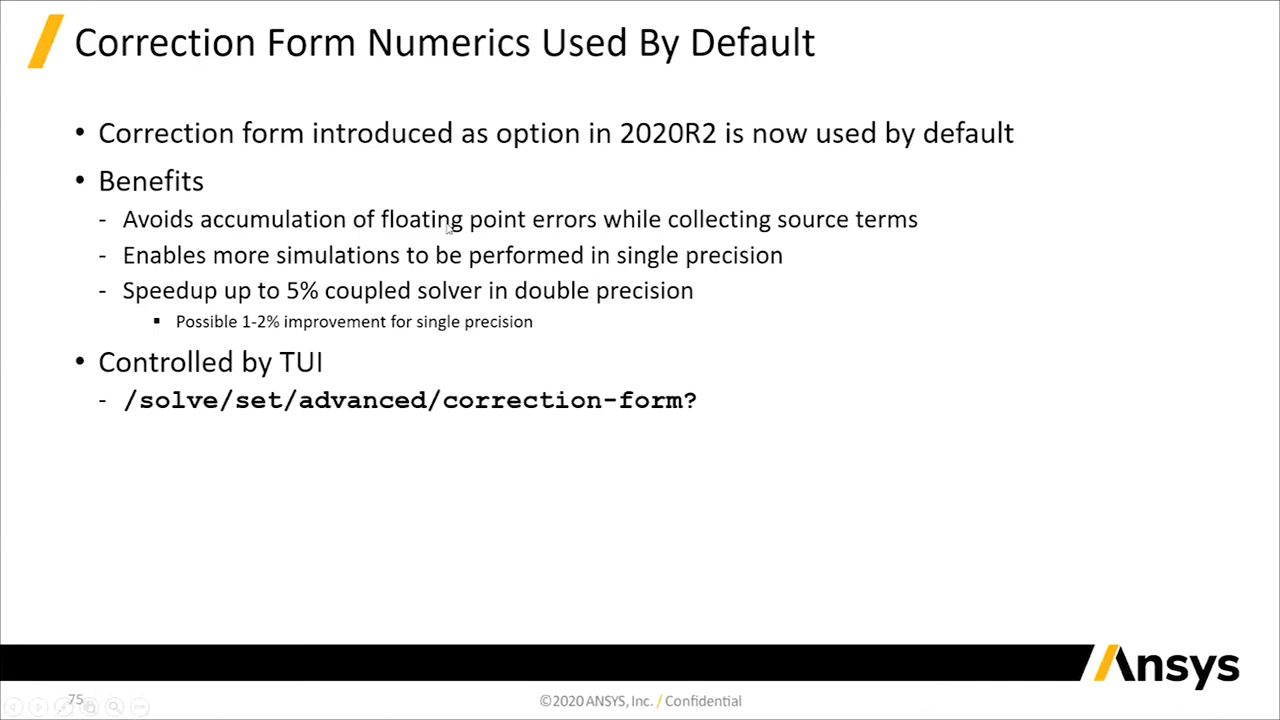 Correction Form Numerics Used By Default
• Correction form introduced as option in 2020R2 is now used by default
• Benefits
- Avoids accumulation of floating point errors while collecting source terms
- Enables more simulations to be performed in single precision
- Speedup up to 5% coupled solver in double precision
▪ Possible 1-2% improvement for single precision
• Controlled by TUI
- /solve/set/advanced/correction-form?
Ansys
75
©2020 ANSYS, Inc. / Confidential